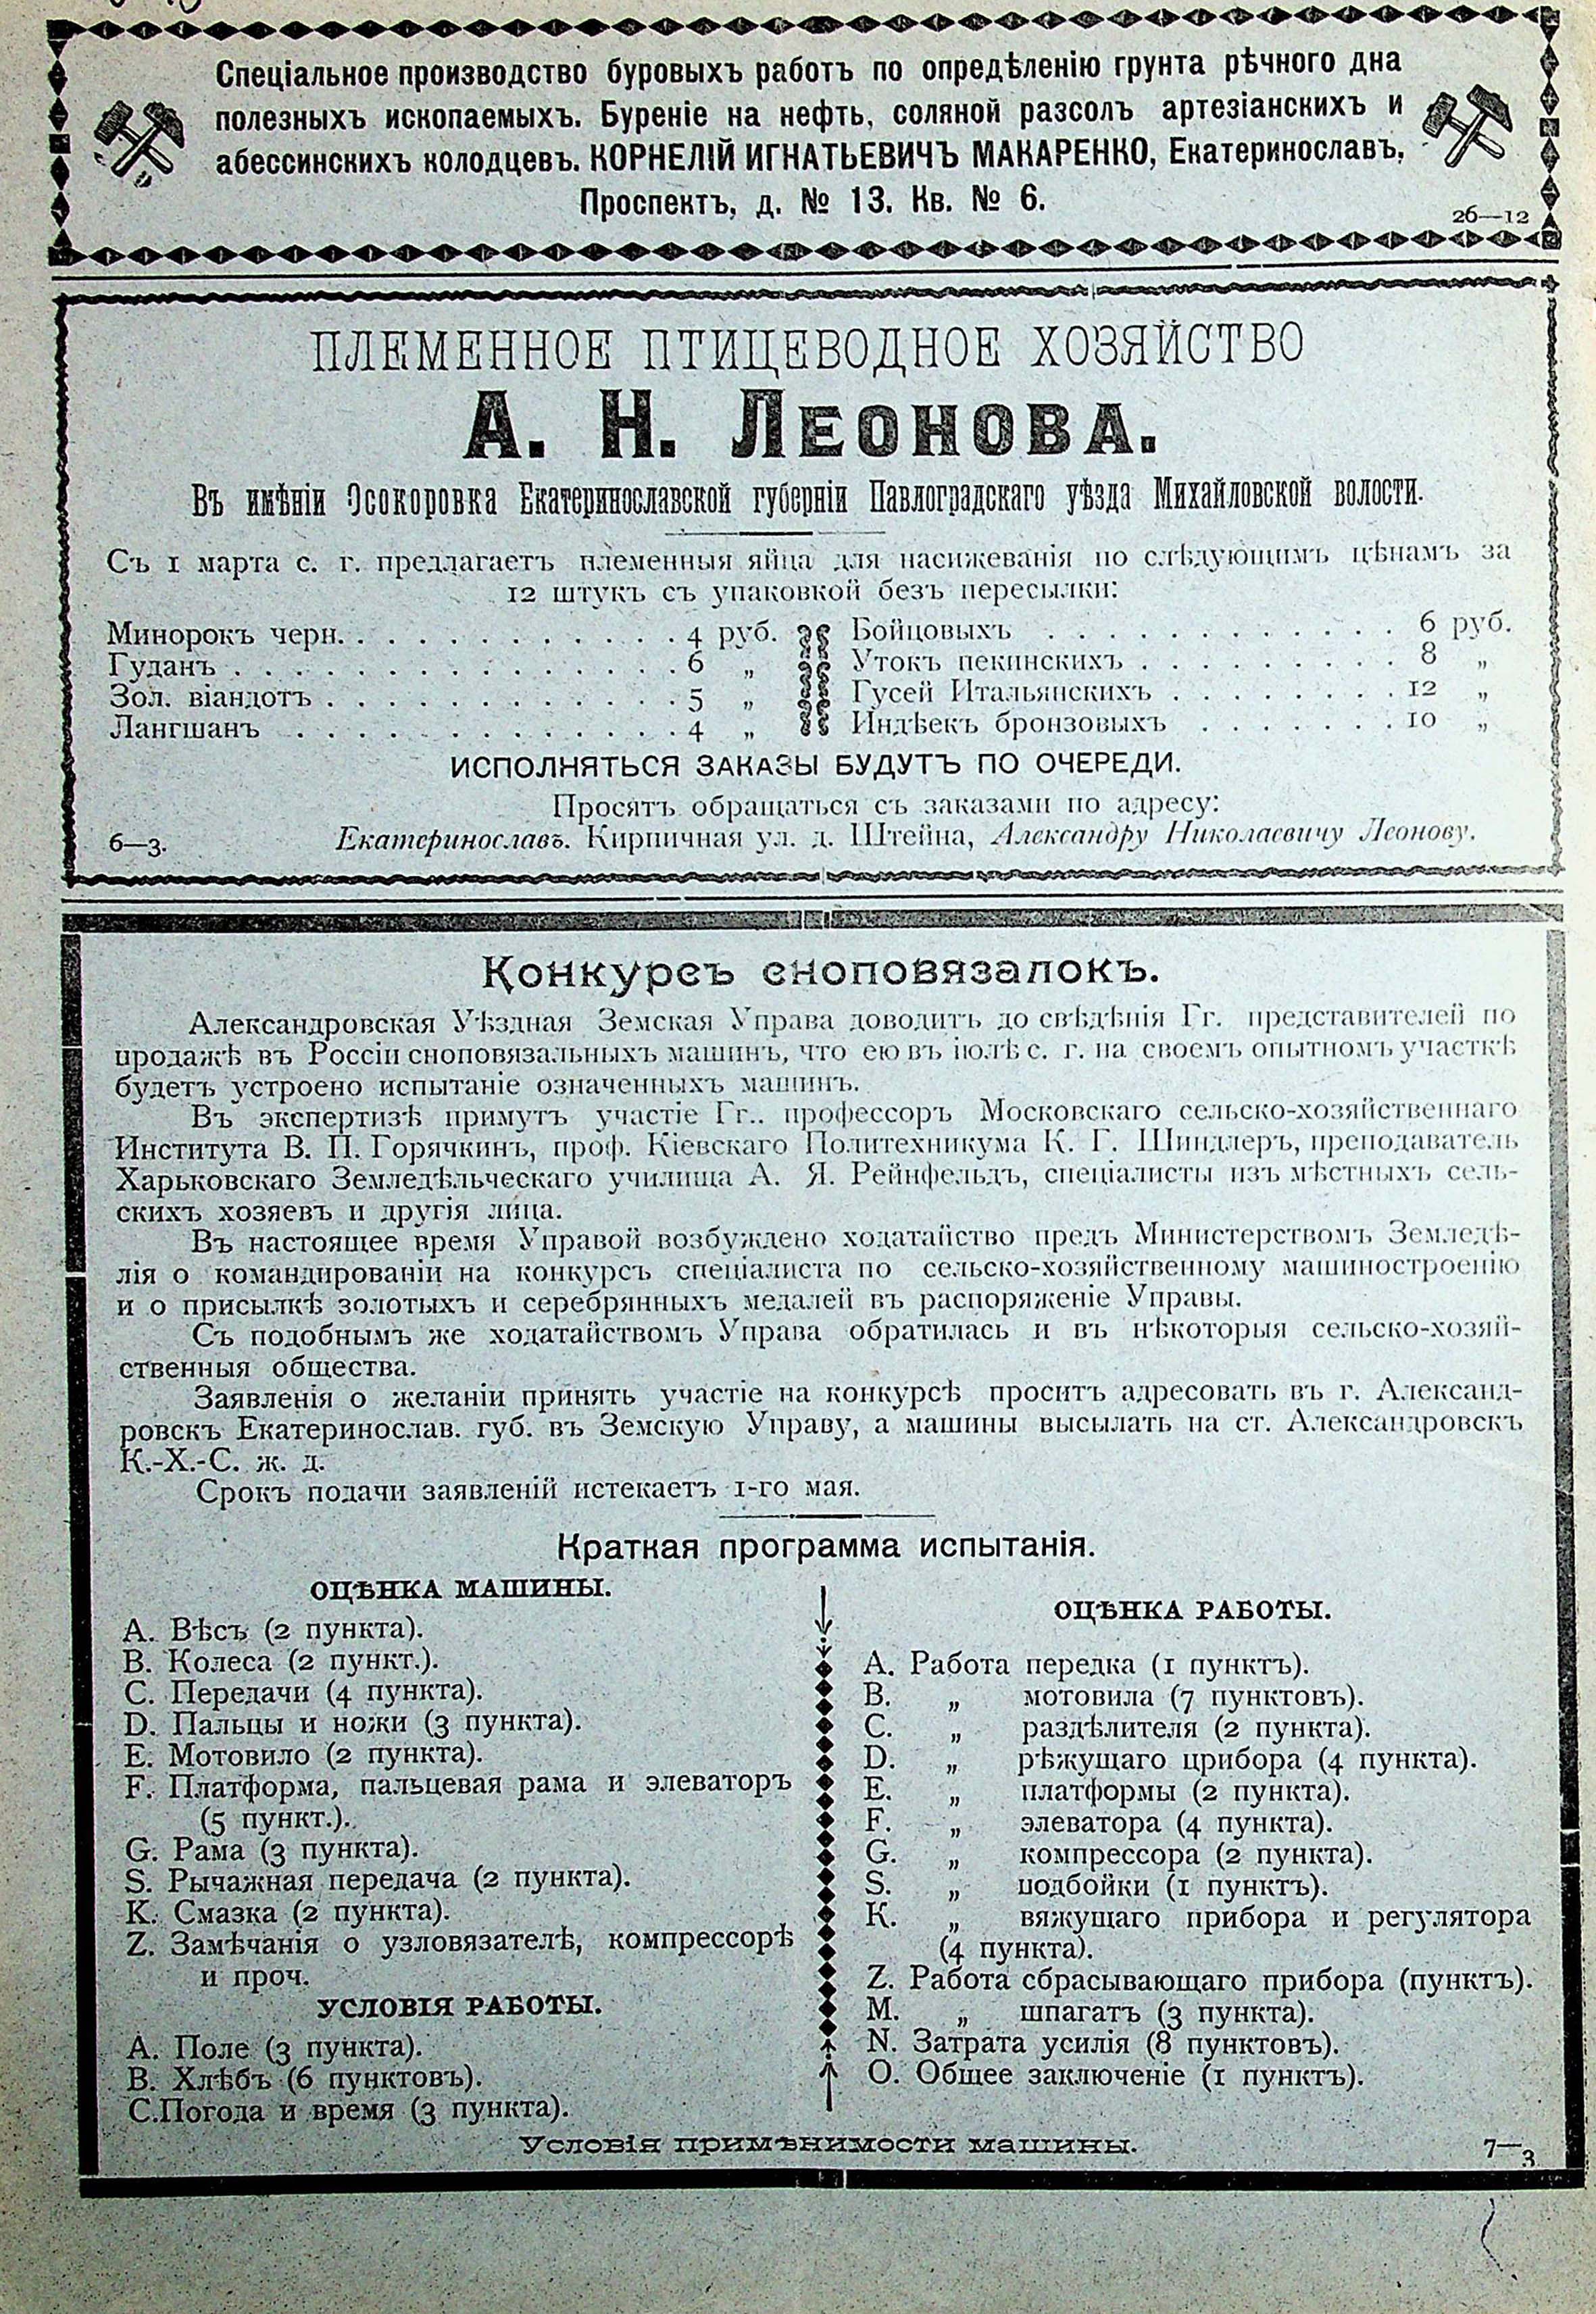 Спеціальное производство буровыхъ работъ по опредѣленію грунта рѣчного дна
полезныхъ ископаемыхъ. Буреніе на нефть, соляной разсолъ артезіанскихъ и
абессинскихъ колодцевъ. КОРНЕЛІЙ ИГНАТЬЕВИЧЪ МАКАРЕНКО, Екатеринославъ,
Проспектъ, д. № 13. Кв. № 6.
26—12
ПЛЕМЕННОЕ ПТИЦЕВОДНОЕ ХОЗЯЙСТВО
А. Н. ЛЕОНОВА.
Въ имѣніи Осокоровка Екатеринославской губерніи Павлоградскаго уѣзда Михайловской волости.
Съ 1 марта с. г. предлагаетъ племенныя яйца для насижеванія по слѣдующимъ цѣнамъ за
12 штукъ съ упаковкой безъ пересылки:
Минорокъ черн. . . . . . . . . . . . . 4 руб.
Гуданъ . . . . . . . . . . . . . . . . 6 „
Зол. віандотъ . . . . . . . . . . . . 5 „
Лангшанъ . . . . . . . . . . . . . . 4 „
Бойцовыхъ . . . . . . . . . . . . . 6 руб.
Утокъ пекинскихъ . . . . . . . . . . 8 „
Гусей Итальянскихъ . . . . . . . . 12 „
Индѣекъ бронзовыхъ . . . . . . . 10 „
ИСПОЛНЯТЬСЯ ЗАКАЗЫ БУДУТЪ ПО ОЧЕРЕДИ.
Просятъ обращаться съ заказами по адресу:
6—3. Екатеринославъ. Кирпичная ул. д. Штейна, Александру Николаевичу Леонову.
Конкурсъ сноповязалокъ.
Александровская Уѣздная Земская Управа доводитъ до свѣдѣнія Гг. представителей по
продажѣ въ Россіи сноповязальныхъ машинъ, что ею въ іюлѣ с. г. на своемъ опытномъ участкѣ
будетъ устроено испытаніе означенныхъ машинъ.
Въ экспертизѣ примутъ участіе Гг.. профессоръ Московскаго сельско-хозяйственнаго
Института В. П. Горячкинъ, проф. Кіевскаго Политехникума К. Г. Шиндлеръ, преподаватель
Харьковскаго Земледѣльческаго училища А. Я. Рейнфельдъ, спеціалисты изъ мѣстныхъ сель-
скихъ хозяевъ и другія лица.
Въ настоящее время Управой возбуждено ходатайство предъ Министерствомъ Земледѣ-
лія о командированіи на конкурсъ спеціалиста по сельско-хозяйственному машиностроенію
и о присылкѣ золотыхъ и серебрянныхъ медалей въ распоряженіе Управы.
Съ подобнымъ же ходатайствомъ Управа обратилась и въ нѣкоторыя сельско-хозяй-
ственныя общества.
Заявленія о желаніи принять участіе на конкурсѣ проситъ адресовать въ г. Александ-
ровскъ Екатеринослав. губ. въ Земскую Управу, а машины высылать на ст. Александровскъ
К.-Х.-С. ж. д.
Срокъ подачи заявленій истекаетъ 1-го мая.
Краткая программа испытанія.
ОЦѢНКА МАШИНЫ.
A. Вѣсъ (2 пункта).
B. Колеса (2 пункт.).
C. Передачи (4 пункта).
D. Пальцы и ножи (3 пункта).
E. Мотовило (2 пункта).
F. Платформа, пальцевая рама и элеваторъ
(5 пункт.).
G. Рама (3 пункта).
S. Рычажная передача (2 пункта).
K. Смазка (2 пункта).
Z. Замѣчанія о узловязателѣ, компрессорѣ
и проч.
УСЛОВІЯ РАБОТЫ.
A. Поле (3 пункта).
B. Хлѣбъ (6 пунктовъ).
C.Погода и время (3 пункта).
ОЦѢНКА РАБОТЫ.
A. Работа передка (1 пунктъ).
B. „ мотовила (7 пунктовъ).
C. „ раздѣлителя (2 пункта).
D. „ рѣжущаго прибора (4 пункта).
E. „ платформы (2 пункта).
F. „ элеватора (4 пункта).
G. „ компрессора (2 пункта).
S. „ подбойки (1 пунктъ).
K. „ вяжущаго прибора и регулятора
(4 пункта).
Z. Работа сбрасывающаго прибора (пунктъ).
M. „ шпагатъ (3 пункта).
N. Затрата усилія (8 пунктовъ).
O. Общее заключеніе (1 пунктъ).
Условія примѣнимости машины.
7—3